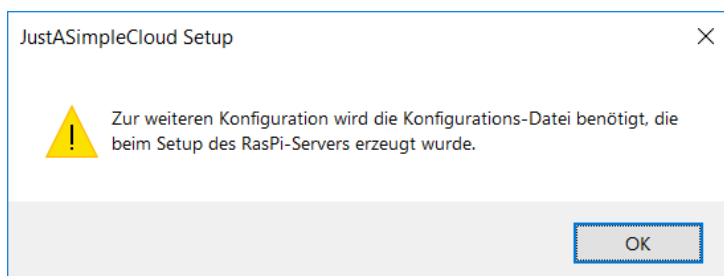 JustASimpleCloud Setup
Zur weiteren Konfiguration wird die Konfigurations-Datei benötigt, die
beim Setup des RasPi-Servers erzeugt wurde.
OK